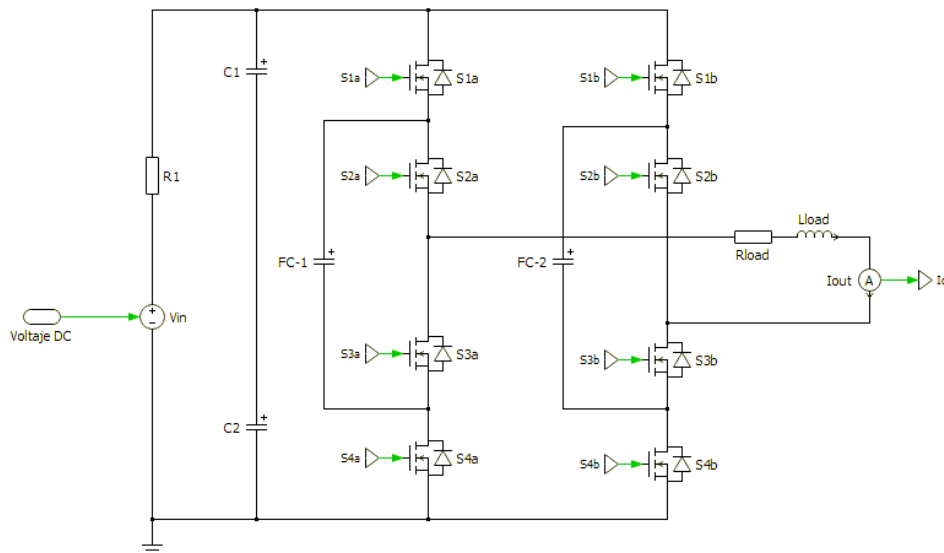 C1
S1a
S1a
S1b
S1b
R1
S2a
S2a
S2b
S2b
Lload
FC-1
FC-2
Rload
Iout
A
Voltaje DC
Vin
S3a
S3a
S3b
S3b
C2
S4a
S4a
S4b
S4b